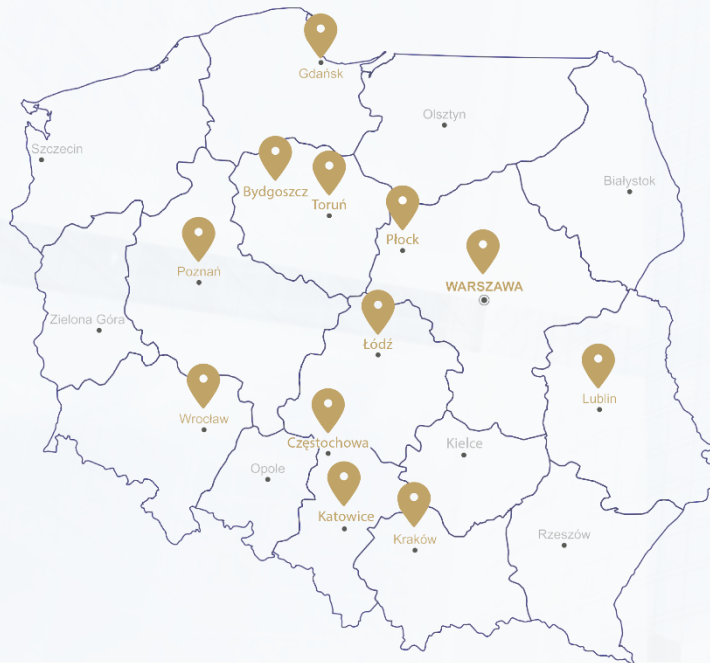 Gdańsk
Olsztyn
Szczecin
Bydgoszcz
Toruń
Białystok
Płock
Poznań
WARSZAWA
Zielona Góra
Łódź
Lublin
Wrocław
Częstochowa
Kielce
Opole
Katowice
Kraków
Rzeszów